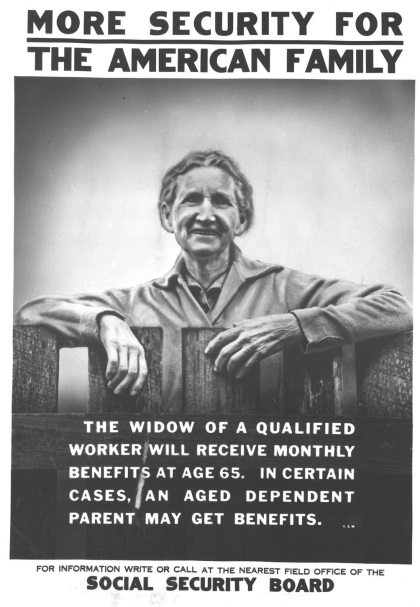 MORE SECURITY FOR
THE AMERICAN FAMILY
THE WIDOW OF A QUALIFIED
WORKER WILL RECEIVE MONTHLY
BENEFITS AT AGE 65. IN CERTAIN
CASES, AN AGED DEPENDENT
PARENT MAY GET BENEFITS.
FOR INFORMATION WRITE OR CALL AT THE NEAREST FIELD OFFICE OF THE
SOCIAL SECURITY BOARD